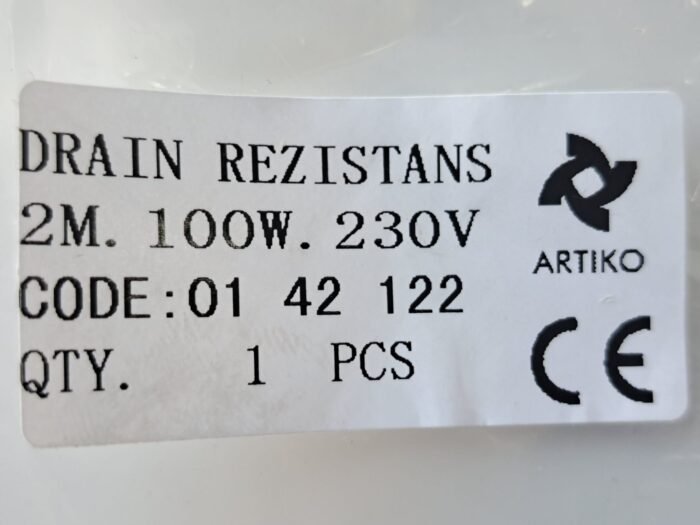 DRAIN REZISTANS
2M. 100W. 230V
CODE:01 42 122
QTY. 1 PCS
ARTIKO
CE